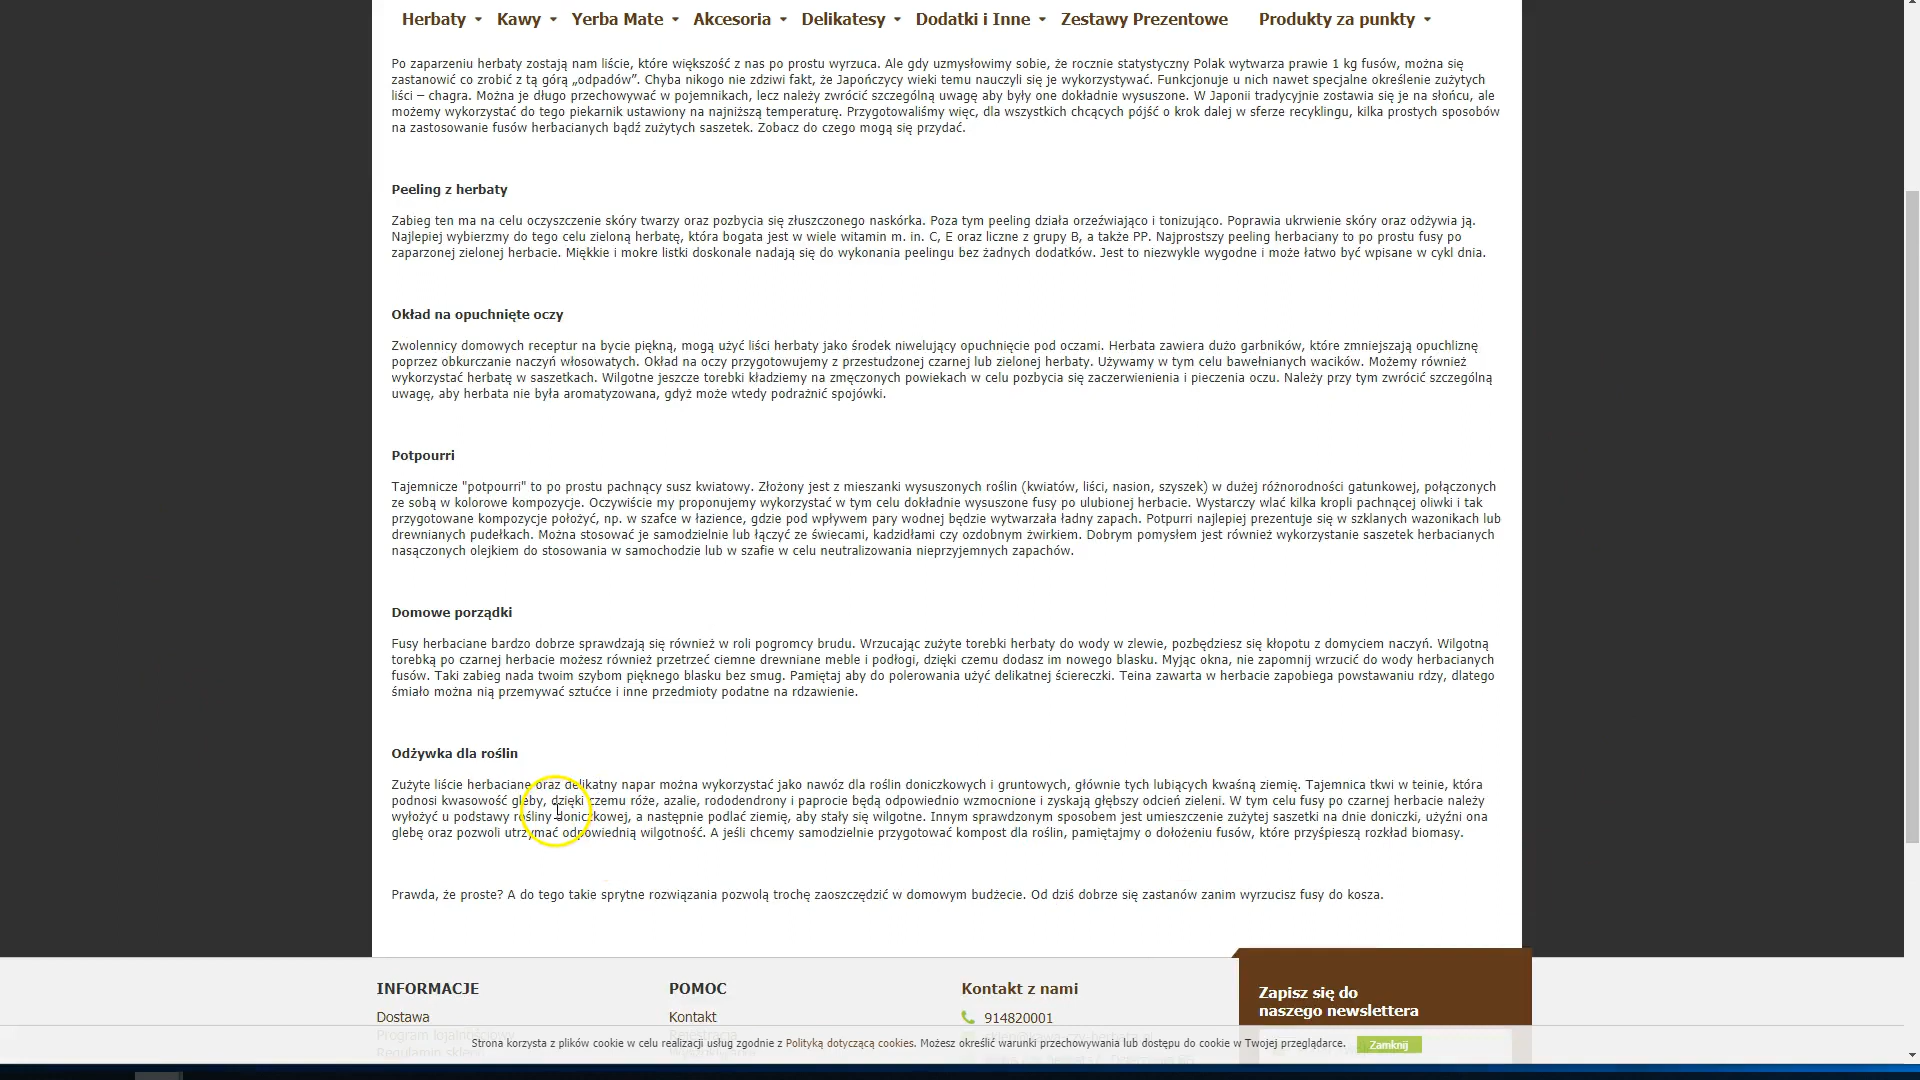 Herbaty Kawy Yerba Mate Akcesoria Delikatesy Dodatki i Inne Zestawy Prezentowe Produkty za punkty
Po zaparzeniu herbaty zostają nam liście, które większość z nas po prostu wyrzuca. Ale gdy uzmysłowimy sobie, że rocznie statystyczny Polak wytwarza prawie 1 kg fusów, można się
zastanowić co zrobić z tą górą „odpadów”. Chyba nikogo nie zdziwi fakt, że Japończycy wieki temu nauczyli się je wykorzystywać. Funkcjonuje u nich nawet specjalne określenie zużytych
liści – chagra. Można je długo przechowywać w pojemnikach, lecz należy zwrócić szczególną uwagę aby były one dokładnie wysuszone. W Japonii tradycyjnie zostawia się je na słońcu, ale
możemy wykorzystać do tego piekarnik ustawiony na najniższą temperaturę. Przygotowaliśmy więc, dla wszystkich chcących pójść o krok dalej w sferze recyklingu, kilka prostych sposobów
na zastosowanie fusów herbacianych bądź zużytych saszetek. Zobacz do czego mogą się przydać.
Peeling z herbaty
Zabieg ten ma na celu oczyszczenie skóry twarzy oraz pozbycia się złuszczonego naskórka. Poza tym peeling działa orzeźwiająco i tonizująco. Poprawia ukrwienie skóry oraz odżywia ją.
Najlepiej wybierzmy do tego celu zieloną herbatę, która bogata jest w wiele witamin m. in. C, E oraz liczne z grupy B, a także PP. Najprostszy peeling herbaciany to po prostu fusy po
zaparzonej zielonej herbacie. Miękkie i mokre listki doskonale nadają się do wykonania peelingu bez żadnych dodatków. Jest to niezwykle wygodne i może łatwo być wpisane w cykl dnia.
Okład na opuchnięte oczy
Zwolennicy domowych receptur na bycie piękną, mogą użyć liści herbaty jako środek niwelujący opuchnięcie pod oczami. Herbata zawiera dużo garbników, które zmniejszają opuchliznę
poprzez obkurczanie naczyń włosowatych. Okład na oczy przygotowujemy z przestudzonej czarnej lub zielonej herbaty. Używamy w tym celu bawełnianych wacików. Możemy również
wykorzystać herbatę w saszetkach. Wilgotne jeszcze torebki kładziemy na zmęczonych powiekach w celu pozbycia się zaczerwienienia i pieczenia oczu. Należy przy tym zwrócić szczególną
uwagę, aby herbata nie była aromatyzowana, gdyż może wtedy podrażnić spojówki.
Potpourri
Tajemnicze "potpourri" to po prostu pachnący susz kwiatowy. Złożony jest z mieszanki wysuszonych roślin (kwiatów, liści, nasion, szyszek) w dużej różnorodności gatunkowej, połączonych
ze sobą w kolorowe kompozycje. Oczywiście my proponujemy wykorzystać w tym celu dokładnie wysuszone fusy po ulubionej herbacie. Wystarczy wlać kilka kropli pachnącej oliwki i tak
przygotowane kompozycje położyć, np. w szafce w łazience, gdzie pod wpływem pary wodnej będzie wytwarzała ładny zapach. Potpurri najlepiej prezentuje się w szklanych wazonikach lub
drewnianych pudełkach. Można stosować je samodzielnie lub łączyć ze świecami, kadzidłami czy ozdobnym żwirkiem. Dobrym pomysłem jest również wykorzystanie saszetek herbacianych
nasączonych olejkiem do stosowania w samochodzie lub w szafie w celu neutralizowania nieprzyjemnych zapachów.
Domowe porządki
Fusy herbaciane bardzo dobrze sprawdzają się również w roli pogromcy brudu. Wrzucając zużyte torebki herbaty do wody w zlewie, pozbędziesz się kłopotu z domyciem naczyń. Wilgotną
torebką po czarnej herbacie możesz również przetrzeć ciemne drewniane meble i podłogi, dzięki czemu dodasz im nowego blasku. Myjąc okna, nie zapomnij wrzucić do wody herbacianych
fusów. Taki zabieg nada twoim szybom pięknego blasku bez smug. Pamiętaj aby do polerowania użyć delikatnej ściereczki. Teina zawarta w herbacie zapobiega powstawaniu rdzy, dlatego
śmiało można nią przemywać sztućce i inne przedmioty podatne na rdzawienie.
Odżywka dla roślin
Zużyte liście herbaciane oraz delikatny napar można wykorzystać jako nawóz dla roślin doniczkowych i gruntowych, głównie tych lubiących kwaśną ziemię. Tajemnica tkwi w teinie, która
podnosi kwasowość gleby, dzięki czemu róże, azalie, rododendrony i paprocie będą odpowiednio wzmocnione i zyskają głębszy odcień zieleni. W tym celu fusy po czarnej herbacie należy
wyłożyć u podstawy rośliny doniczkowej, a następnie podlać ziemię, aby stały się wilgotne. Innym sprawdzonym sposobem jest umieszczenie zużytej saszetki na dnie doniczki, użyźni ona
glebę oraz pozwoli utrzymać odpowiednią wilgotność. A jeśli chcemy samodzielnie przygotować kompost dla roślin, pamiętajmy o dołożeniu fusów, które przyśpieszą rozkład biomasy.
Prawda, że proste? A do tego takie sprytne rozwiązania pozwolą trochę zaoszczędzić w domowym budżecie. Od dziś dobrze się zastanów zanim wyrzucisz fusy do kosza.
INFORMACJE POMOC Kontakt z nami
Zapisz się do
naszego newslettera
Dostawa Kontakt 914820001
Program lojalnościowy Rejestracja
Regulamin sklepu
Strona korzysta z plików cookie w celu realizacji usług zgodnie z Polityką dotyczącą cookies. Możesz określić warunki przechowywania lub dostępu do cookie w Twojej przeglądarce. Zamknij